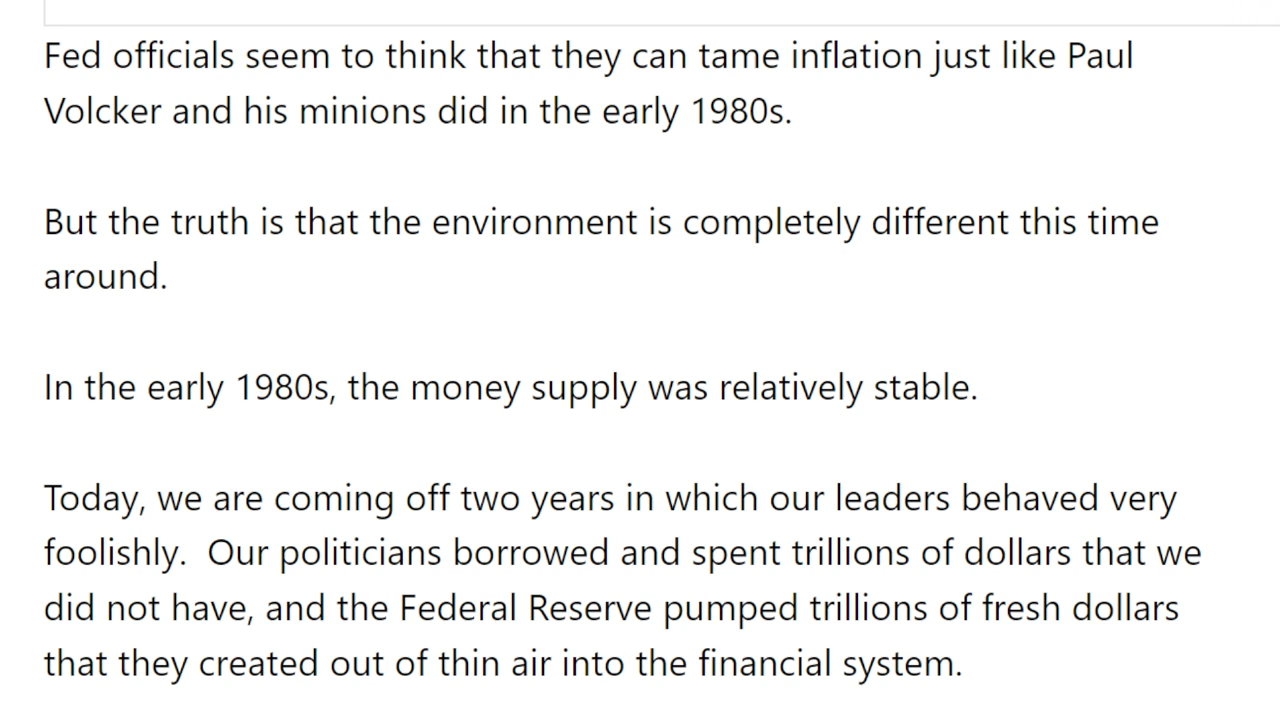 Fed officials seem to think that they can tame inflation just like Paul
Volcker and his minions did in the early 1980s.
But the truth is that the environment is completely different this time
around.
In the early 1980s, the money supply was relatively stable.
Today, we are coming off two years in which our leaders behaved very
foolishly.  Our politicians borrowed and spent trillions of dollars that we
did not have, and the Federal Reserve pumped trillions of fresh dollars
that they created out of thin air into the financial system.